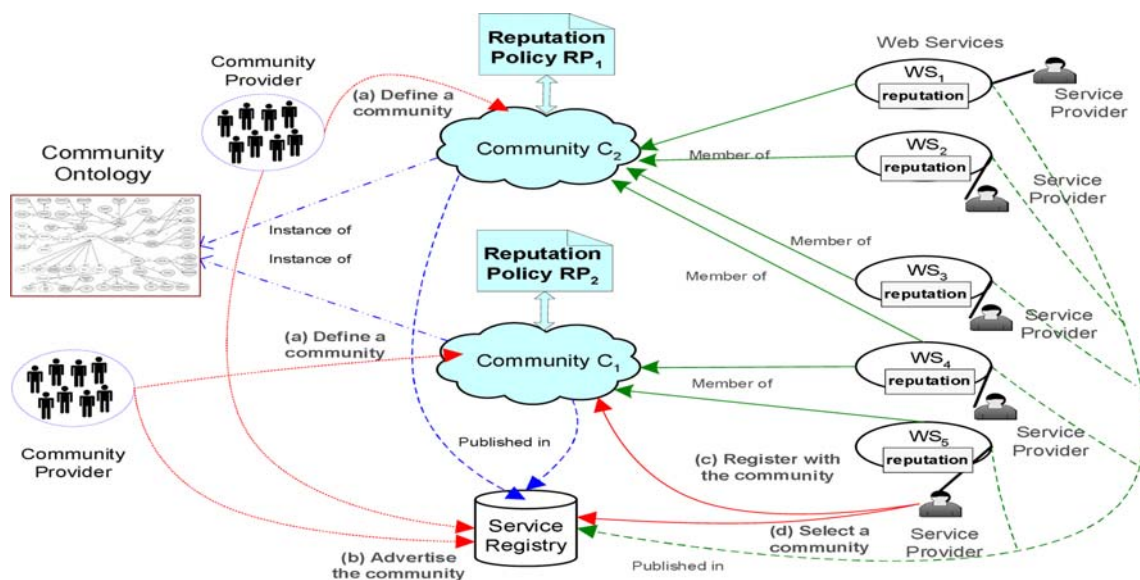 Reputation
Policy RP1
Community
Provider
(a) Define a
community
Community C2
Web Services
WS1
reputation
Service
Provider
Member of
WS2
reputation
Service
Provider
Community
Ontology
Instance of
Instance of
Reputation
Policy RP2
Member of
Member of
WS3
reputation
Service
Provider
(a) Define a
community
Community C1
Member of
WS4
reputation
Service
Provider
Community
Provider
Published in
(c) Register with
the community
WS5
reputation
Service
Registry
(d) Select a
community
Service
Provider
(b) Advertise
the community
Published in